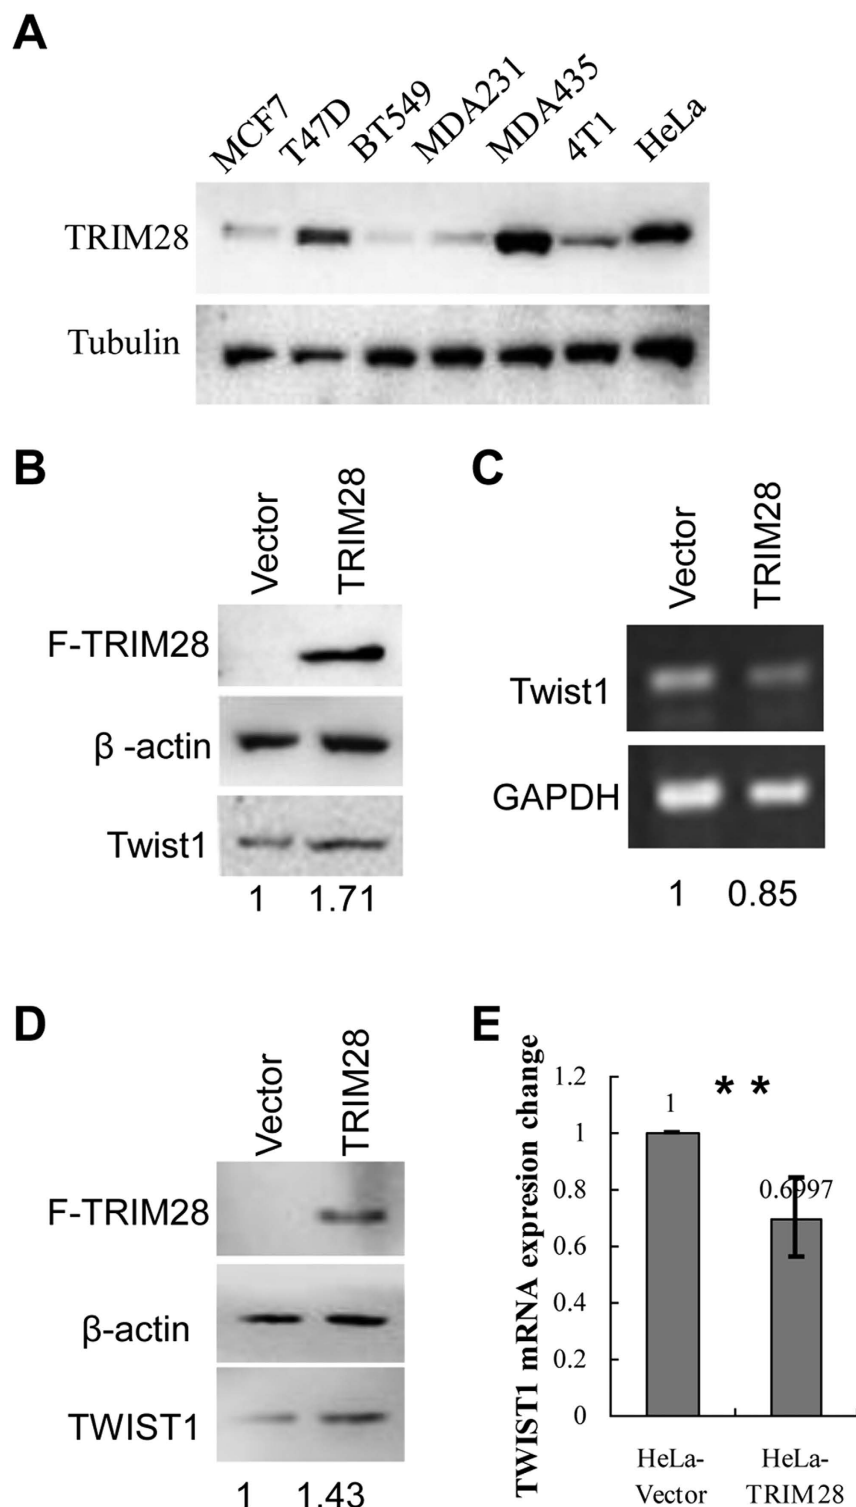 A
MCF7 T47D BT549 MDA231 MDA435 4T1 HeLa
TRIM28
Tubulin
B
Vector TRIM28
F-TRIM28
β -actin
Twist1
1 1.71
C
Vector TRIM28
Twist1
GAPDH
1 0.85
D
Vector TRIM28
F-TRIM28
β-actin
TWIST1
1 1.43
E
TWIST1 mRNA expresion change
1.2
1
0.8
0.6
0.4
0.2
0
1
* *
0.6997
HeLa-
Vector
HeLa-
TRIM28